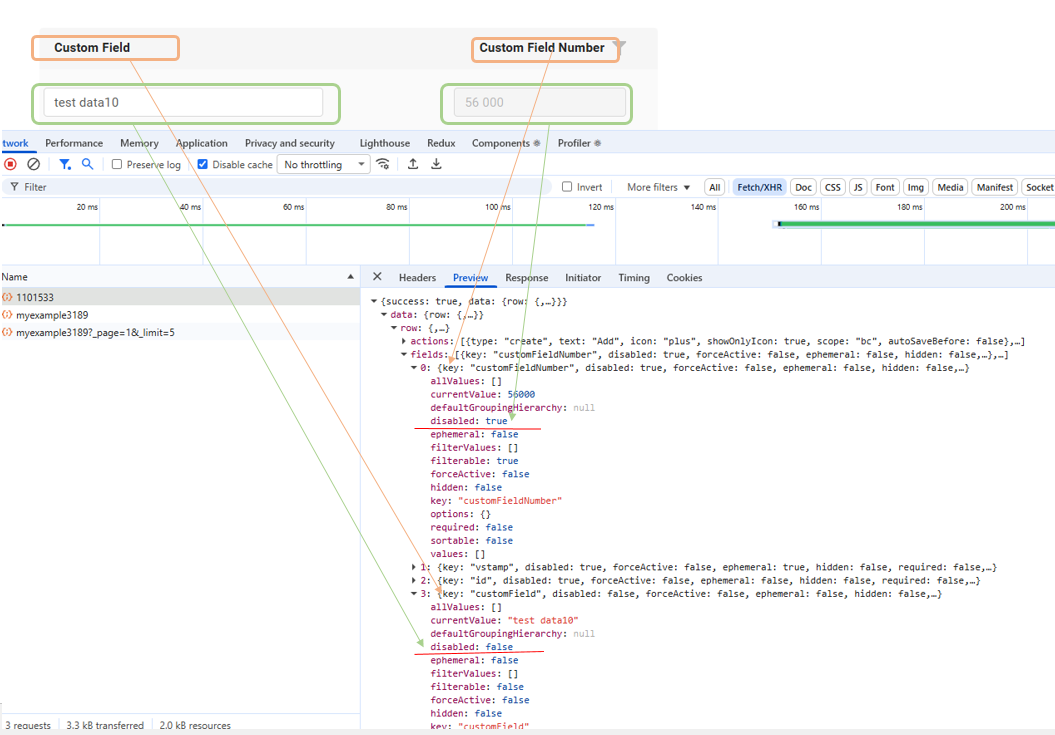 Custom Field Custom Field Number
test data10 56 000
twork Performance Memory Application Privacy and security Lighthouse Redux Components Profiler
Preserve log Disable cache No throttling
Filter Invert More filters All Fetch/XHR Doc CSS JS Font Img Media Manifest Socket
20 ms 40 ms 60 ms 80 ms 100 ms 120 ms 140 ms 160 ms 180 ms 200 ms
Name Headers Preview Response Initiator Timing Cookies
1101533
myexample3189
myexample3189?_page=1&_limit=5
{success: true, data: {row: {,…}}}
data: {row: {,…}}
row: {,…}
actions: [{type: "create", text: "Add", icon: "plus", showOnlyIcon: true, scope: "bc", autoSaveBefore: false},…]
fields: [{key: "customFieldNumber", disabled: true, forceActive: false, ephemeral: false, hidden: false,…},…]
0: {key: "customFieldNumber", disabled: true, forceActive: false, ephemeral: false, hidden: false,…}
allValues: []
currentValue: 56000
defaultGroupingHierarchy: null
disabled: true
ephemeral: false
filterValues: []
filterable: true
forceActive: false
hidden: false
key: "customFieldNumber"
options: {}
required: false
sortable: false
values: []
1: {key: "vstamp", disabled: true, forceActive: false, ephemeral: true, hidden: false, required: false,…}
2: {key: "id", disabled: true, forceActive: false, ephemeral: false, hidden: false, required: false,…}
3: {key: "customField", disabled: false, forceActive: false, ephemeral: false, hidden: false,…}
allValues: []
currentValue: "test data10"
defaultGroupingHierarchy: null
disabled: false
ephemeral: false
filterValues: []
filterable: false
forceActive: false
hidden: false
key: "customField"
3 requests 3.3 kB transferred 2.0 kB resources